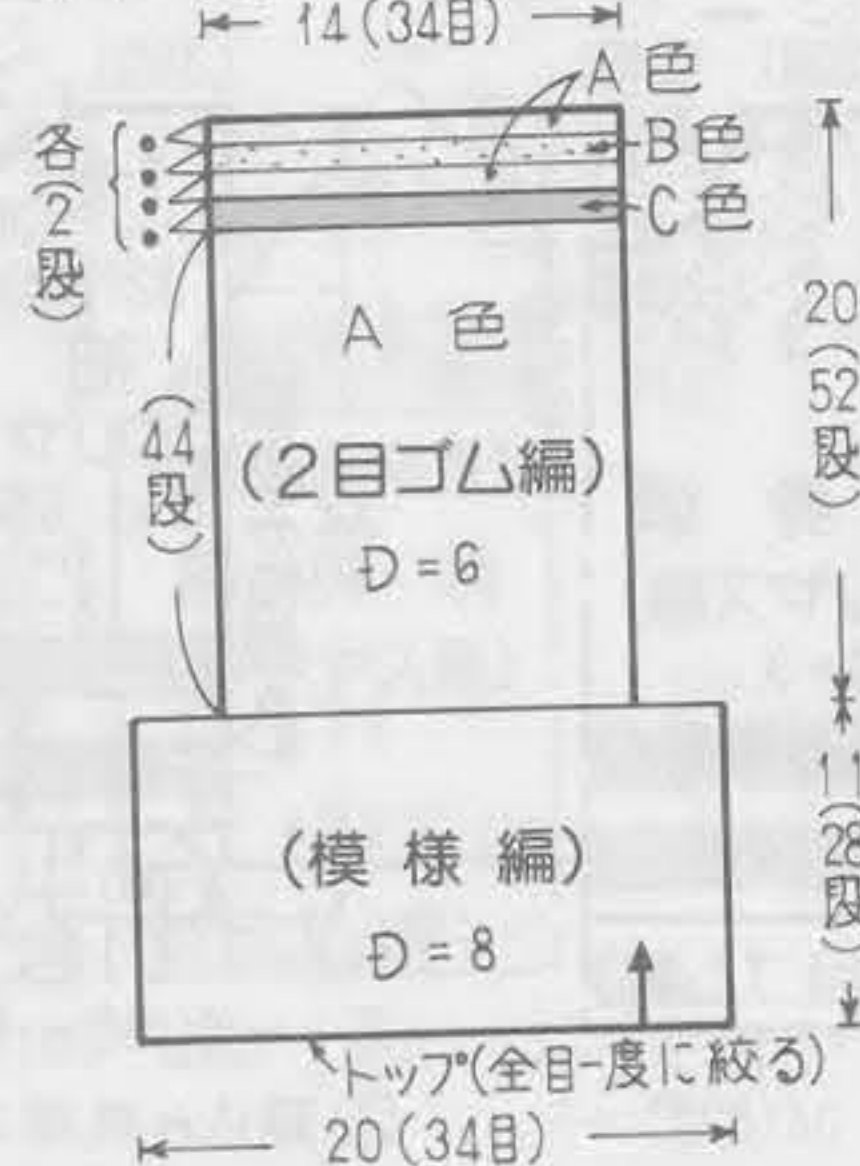 14(34目)
A色
各(2段)
B色
C色
A 色
20(52段)
(44段)
(2目ゴム編)
D=6
11(28段)
(模様編)
D=8
トップ(全目一度に絞る)
20(34目)